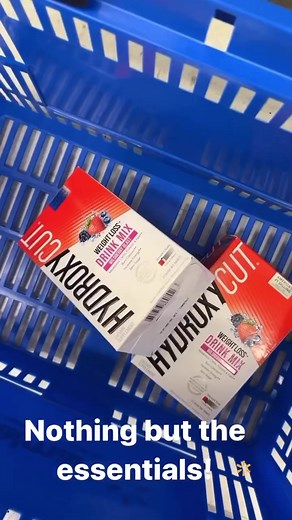 HYDROXYCUT
WEIGHT LOSS+
DRINK MIX
HYDROXYCUT.
WEIGHT LOSS+
DRINK MIX
Nothing but the
essentials!